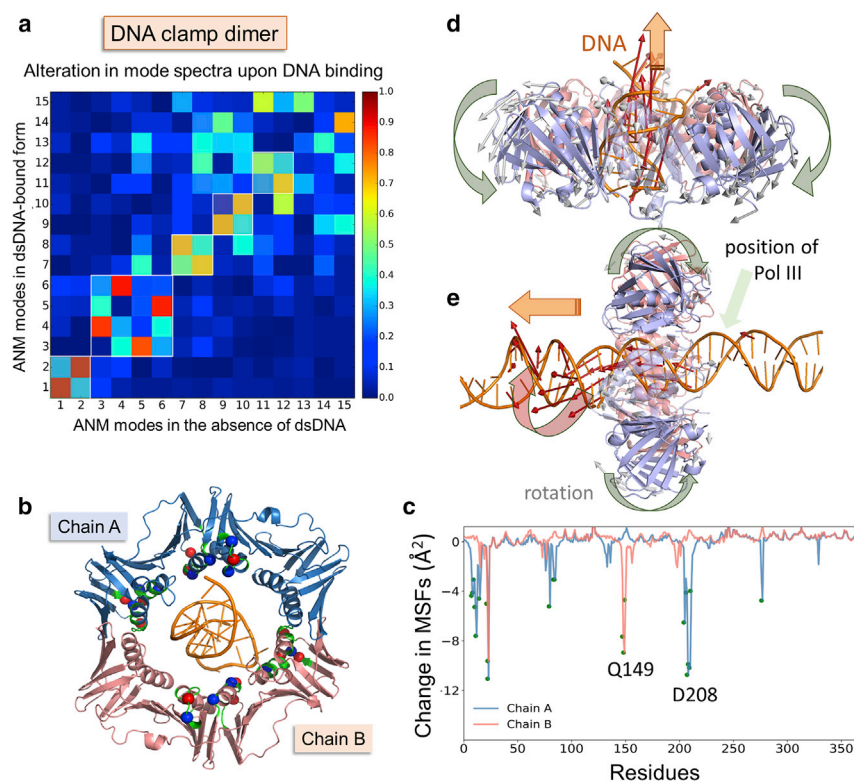 a
DNA clamp dimer
Alteration in mode spectra upon DNA binding
ANM modes in dsDNA-bound form
15
14
13
12
11
10
9
8
7
6
5
4
3
2
1
1 2 3 4 5 6 7 8 9 10 11 12 13 14 15
ANM modes in the absence of dsDNA
1.0
0.9
0.8
0.7
0.6
0.5
0.4
0.3
0.2
0.1
0.0
d
DNA
e
position of
Pol III
rotation
b
Chain A
Chain B
c
Change in MSFs (Å²)
0
-4
-8
-12
Q149
D208
Chain A
Chain B
0 50 100 150 200 250 300 350
Residues